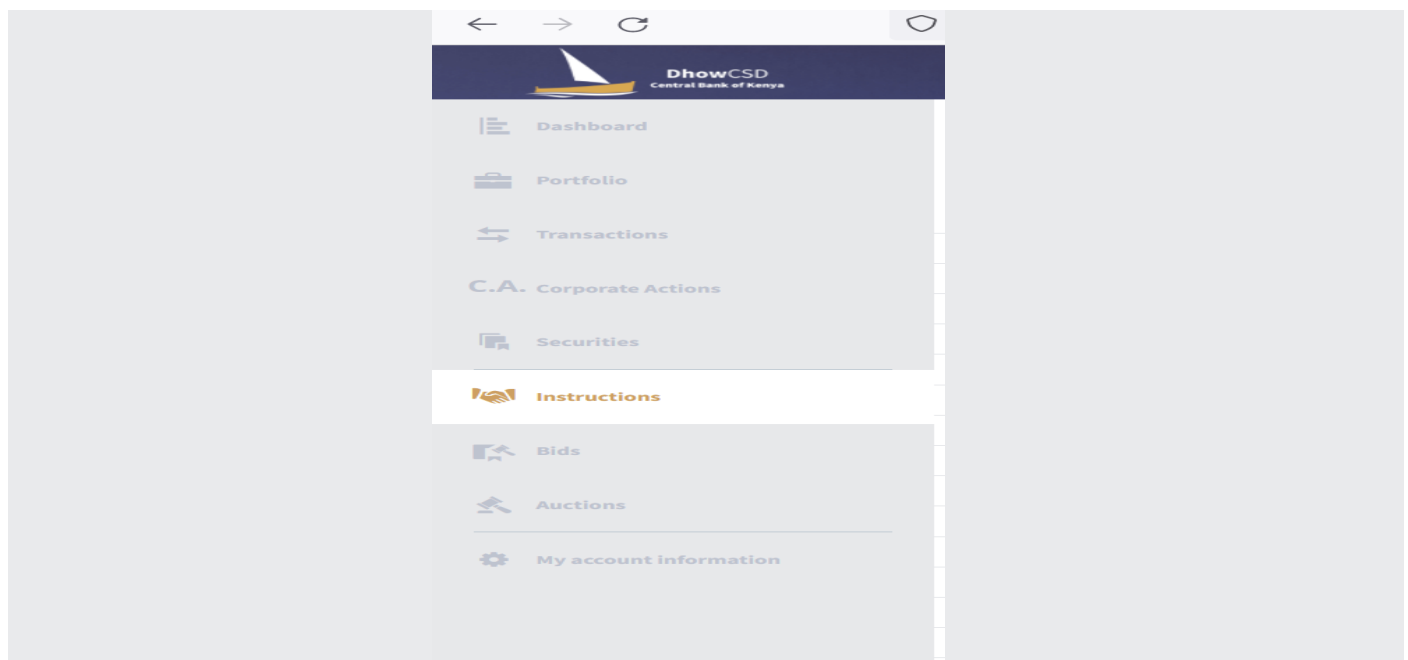 DhowCSD
Central Bank of Kenya
Dashboard
Portfolio
Transactions
C.A. Corporate Actions
Securities
Instructions
Bids
Auctions
My account information